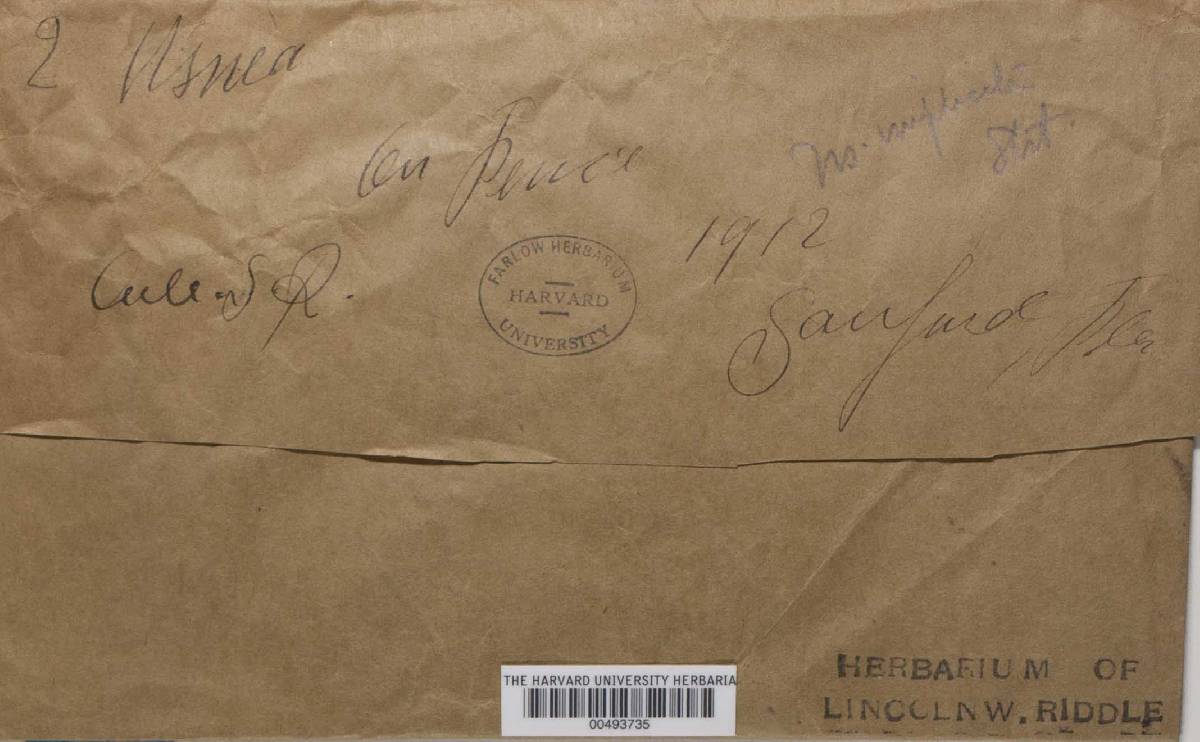 2 Usnea
On Fence
1912
Sanford, Fla
FARLOW HERBARIUM
HARVARD
UNIVERSITY
THE HARVARD UNIVERSITY HERBARIA
00493735
HERBARIUM OF
LINCOLN W. RIDDLE